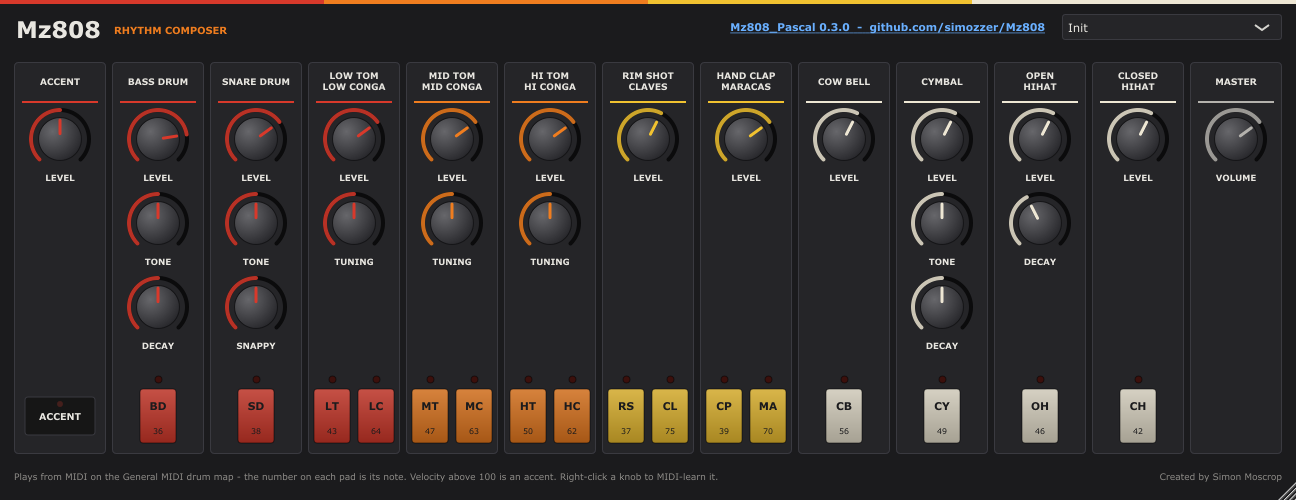 Mz808
RHYTHM COMPOSER
Mz808_Pascal 0.3.0 - github.com/simozzer/Mz808
Init
ACCENT
BASS DRUM
SNARE DRUM
LOW TOM
LOW CONGA
MID TOM
MID CONGA
HI TOM
HI CONGA
RIM SHOT
CLAVES
HAND CLAP
MARACAS
COW BELL
CYMBAL
OPEN
HIHAT
CLOSED
HIHAT
MASTER
LEVEL
LEVEL
LEVEL
LEVEL
LEVEL
LEVEL
LEVEL
LEVEL
LEVEL
LEVEL
LEVEL
LEVEL
VOLUME
TONE
TONE
TUNING
TUNING
TUNING
TONE
DECAY
DECAY
SNAPPY
DECAY
ACCENT
BD
36
SD
38
LT
43
LC
64
MT
47
MC
63
HT
50
HC
62
RS
37
CL
75
CP
39
MA
70
CB
56
CY
49
OH
46
CH
42
Plays from MIDI on the General MIDI drum map - the number on each pad is its note. Velocity above 100 is an accent. Right-click a knob to MIDI-learn it.
Created by Simon Moscrop